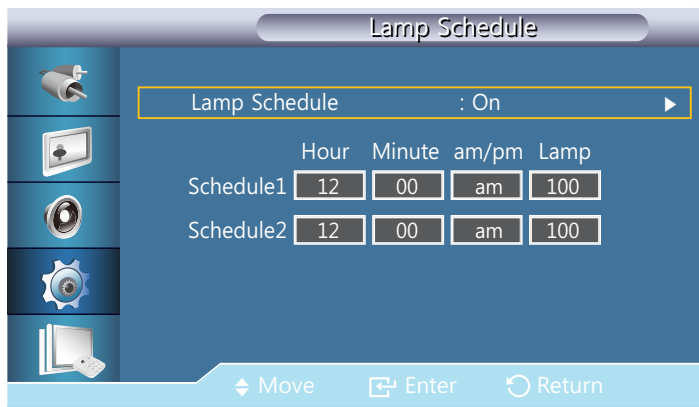 Lamp Schedule
Lamp Schedule : On
Hour Minute am/pm Lamp
Schedule1 12 00 am 100
Schedule2 12 00 am 100
Move Enter Return